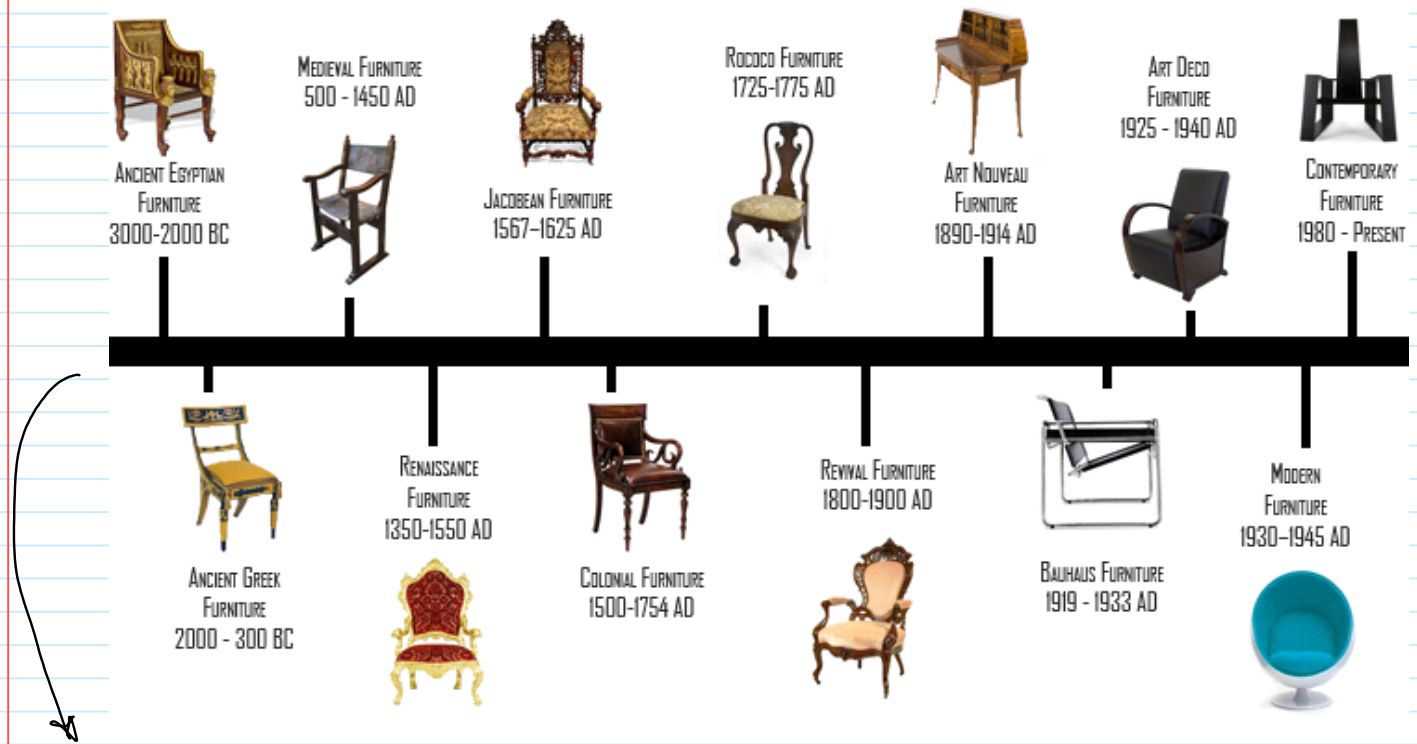 Ancient Egyptian
Furniture
3000-2000 BC
Medieval Furniture
500 - 1450 AD
Jacobean Furniture
1567–1625 AD
Rococo Furniture
1725-1775 AD
Art Nouveau
Furniture
1890-1914 AD
Art Deco
Furniture
1925 - 1940 AD
Contemporary
Furniture
1980 - Present
Ancient Greek
Furniture
2000 - 300 BC
Renaissance
Furniture
1350-1550 AD
Colonial Furniture
1500-1754 AD
Revival Furniture
1800-1900 AD
Bauhaus Furniture
1919 - 1933 AD
Modern
Furniture
1930–1945 AD